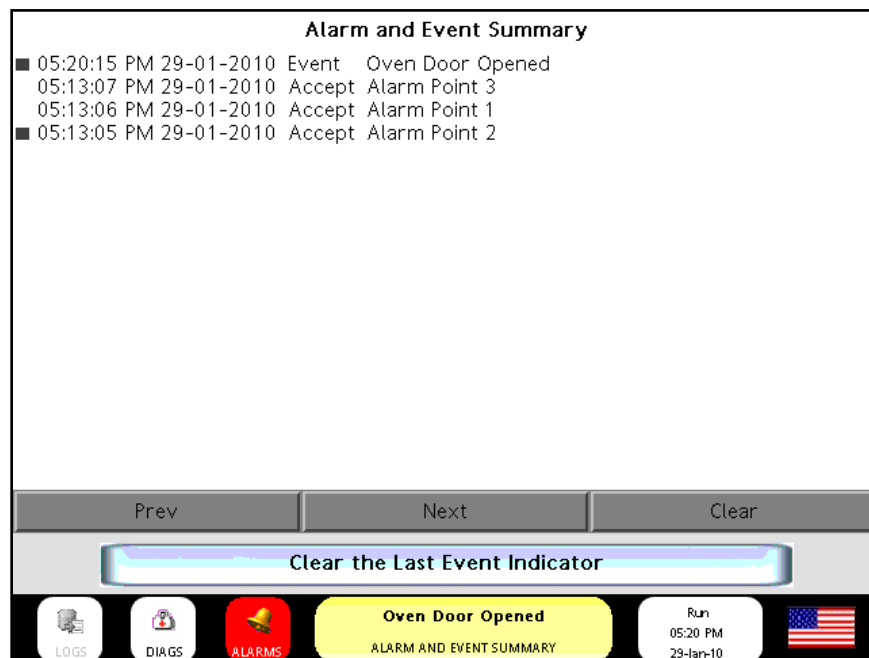 Alarm and Event Summary
05:20:15 PM 29-01-2010 Event Oven Door Opened
05:13:07 PM 29-01-2010 Accept Alarm Point 3
05:13:06 PM 29-01-2010 Accept Alarm Point 1
05:13:05 PM 29-01-2010 Accept Alarm Point 2
Prev Next Clear
Clear the Last Event Indicator
LOGS DIAGS ALARMS
Oven Door Opened
ALARM AND EVENT SUMMARY
Run
05:20 PM
29-Jan-10